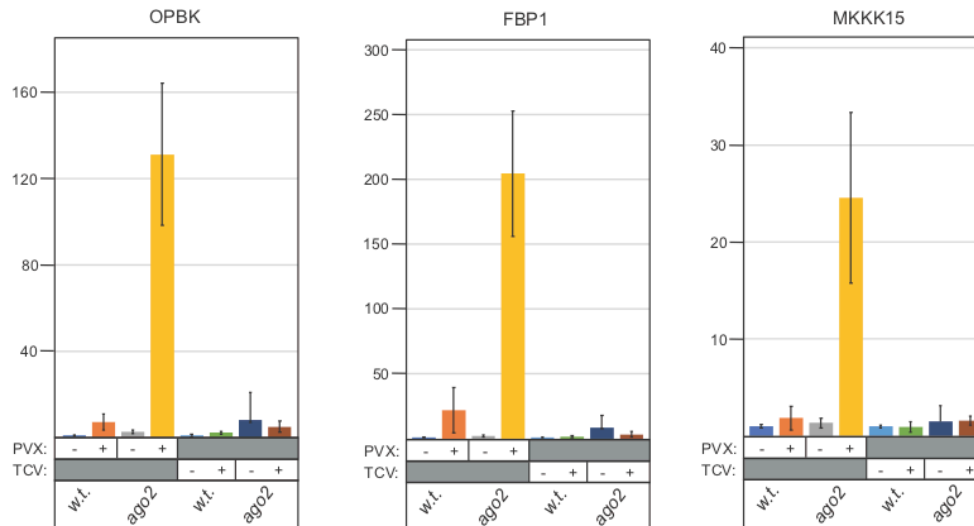 OPBK
160
120
80
40
PVX: - + - +
TCV: - + - +
w.t. ago2 w.t. ago2
FBP1
300
250
200
150
100
50
PVX: - + - +
TCV: - + - +
w.t. ago2 w.t. ago2
MKKK15
40
30
20
10
PVX: - + - +
TCV: - + - +
w.t. ago2 w.t. ago2